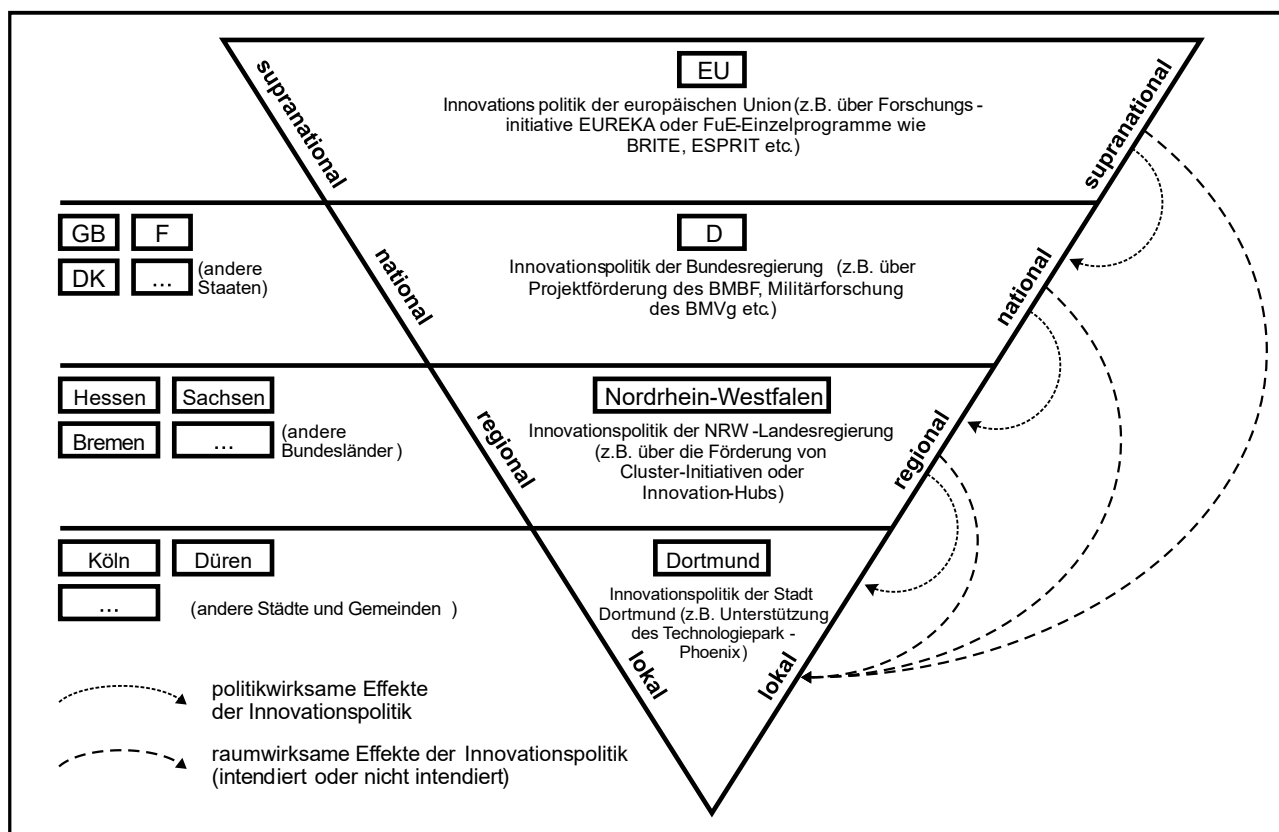 EU
Innovations politik der europäischen Union (z.B. über Forschungs-
initiative EUREKA oder FuE-Einzelprogramme wie
BRITE, ESPRIT etc.)
supranational
supranational
GB F
DK ... (andere
Staaten)
D
Innovationspolitik der Bundesregierung (z.B. über
Projektförderung des BMBF, Militärforschung
des BMVg etc.)
national
national
Hessen Sachsen
Bremen ... (andere
Bundesländer)
Nordrhein-Westfalen
Innovationspolitik der NRW-Landesregierung
(z.B. über die Förderung von
Cluster-Initiativen oder
Innovation-Hubs)
regional
regional
Köln Düren
... (andere Städte und Gemeinden)
Dortmund
Innovationspolitik der Stadt
Dortmund (z.B. Unterstützung
des Technologiepark-
Phoenix)
lokal
lokal
politikwirksame Effekte
der Innovationspolitik
raumwirksame Effekte der Innovationspolitik
(intendiert oder nicht intendiert)